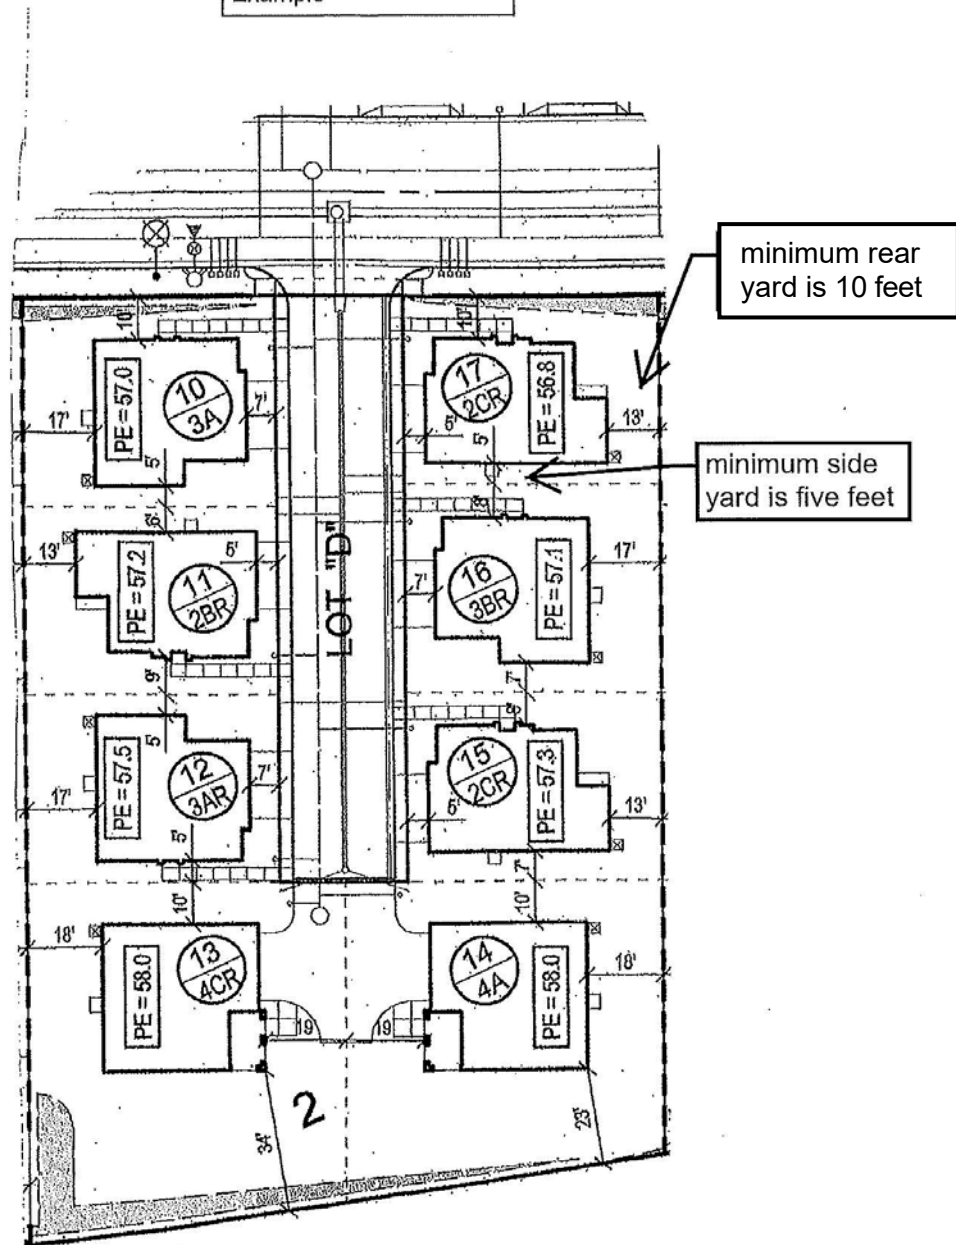 minimum rear
yard is 10 feet
10'
10'
10
3A
PE = 57.0
17'
7'
5'
17
2CR
PE = 56.8
13'
5'
minimum side
yard is five feet
6'
8'
13'
PE = 57.2
11
2BR
LOT "D"
7'
16
3BR
PE = 57.1
17'
9'
5'
7'
17'
PE = 57.5
12
3AR
7'
5'
15
2CR
PE = 57.3
13'
10'
10'
7'
18'
PE = 58.0
13
4CR
14
4A
PE = 58.0
18'
19
19
2
34'
23'